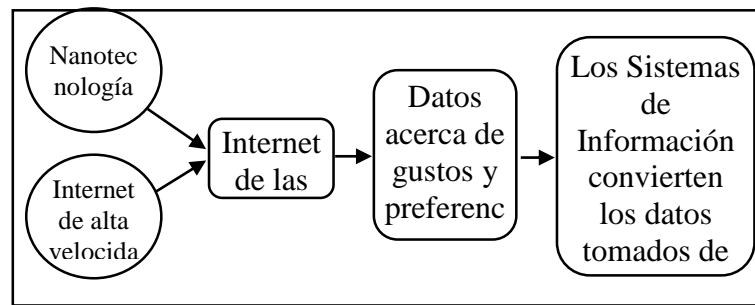 Nanotec
nología
Internet
de alta
velocida
Internet
de las
Datos
acerca de
gustos y
preferenc
Los Sistemas
de
Información
convierten
los datos
tomados de